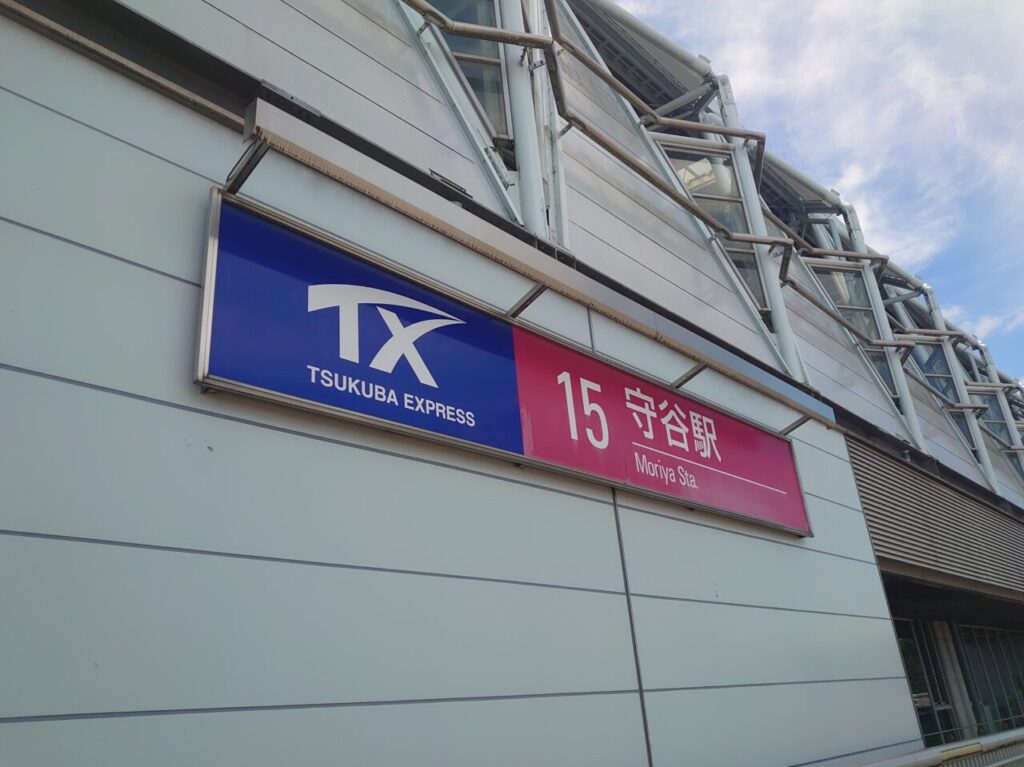 TX
TSUKUBA EXPRESS
15 守谷駅
Moriya Sta.